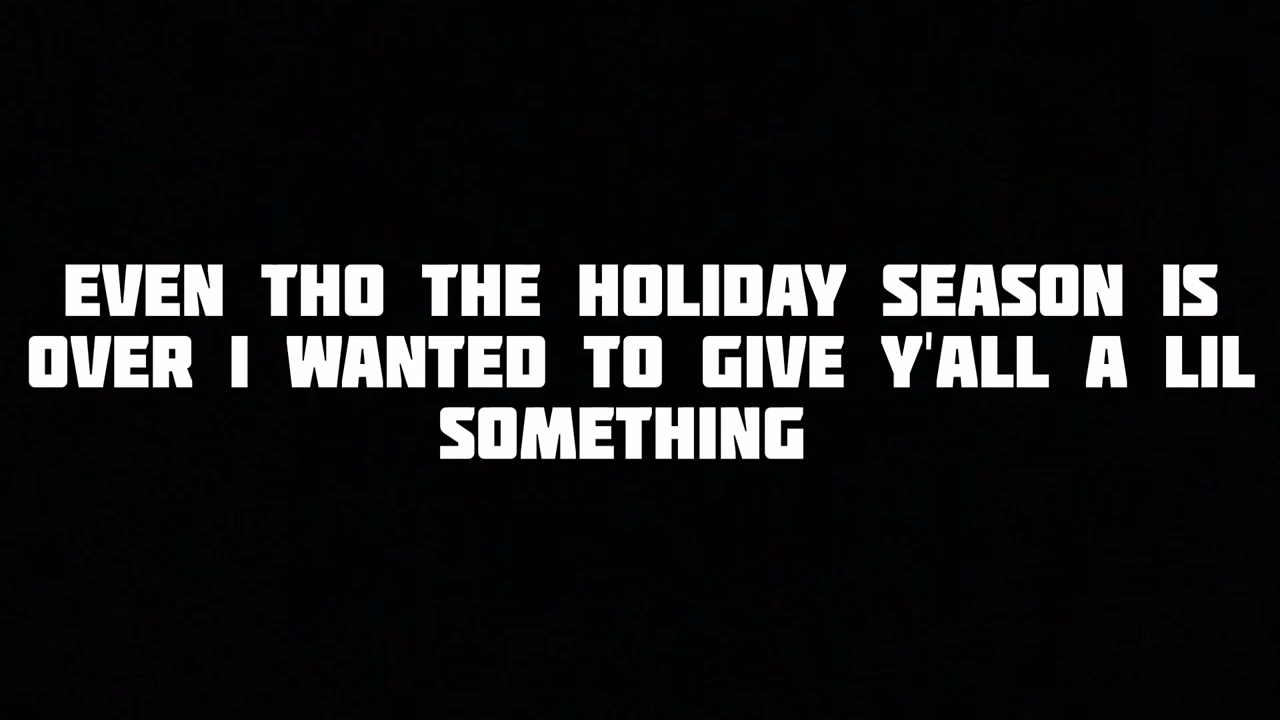 EVEN THO THE HOLIDAY SEASON IS
OVER I WANTED TO GIVE Y'ALL A LIL
SOMETHING